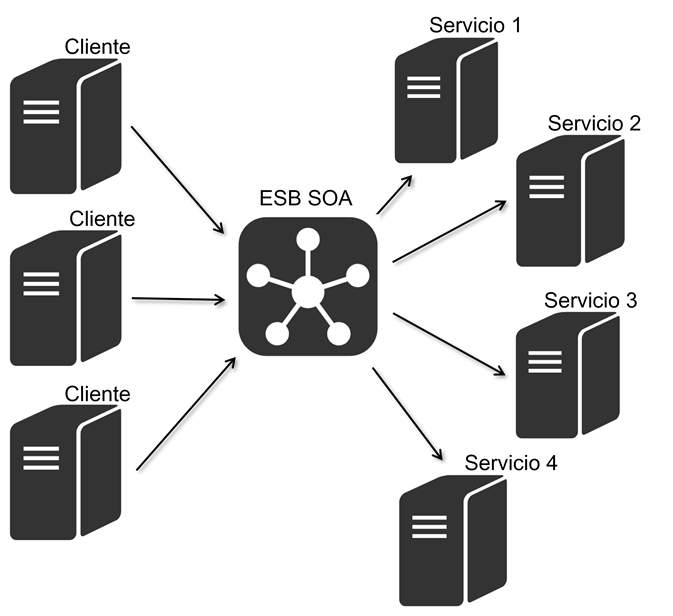 Cliente
Cliente
Cliente
ESB SOA
Servicio 1
Servicio 2
Servicio 3
Servicio 4